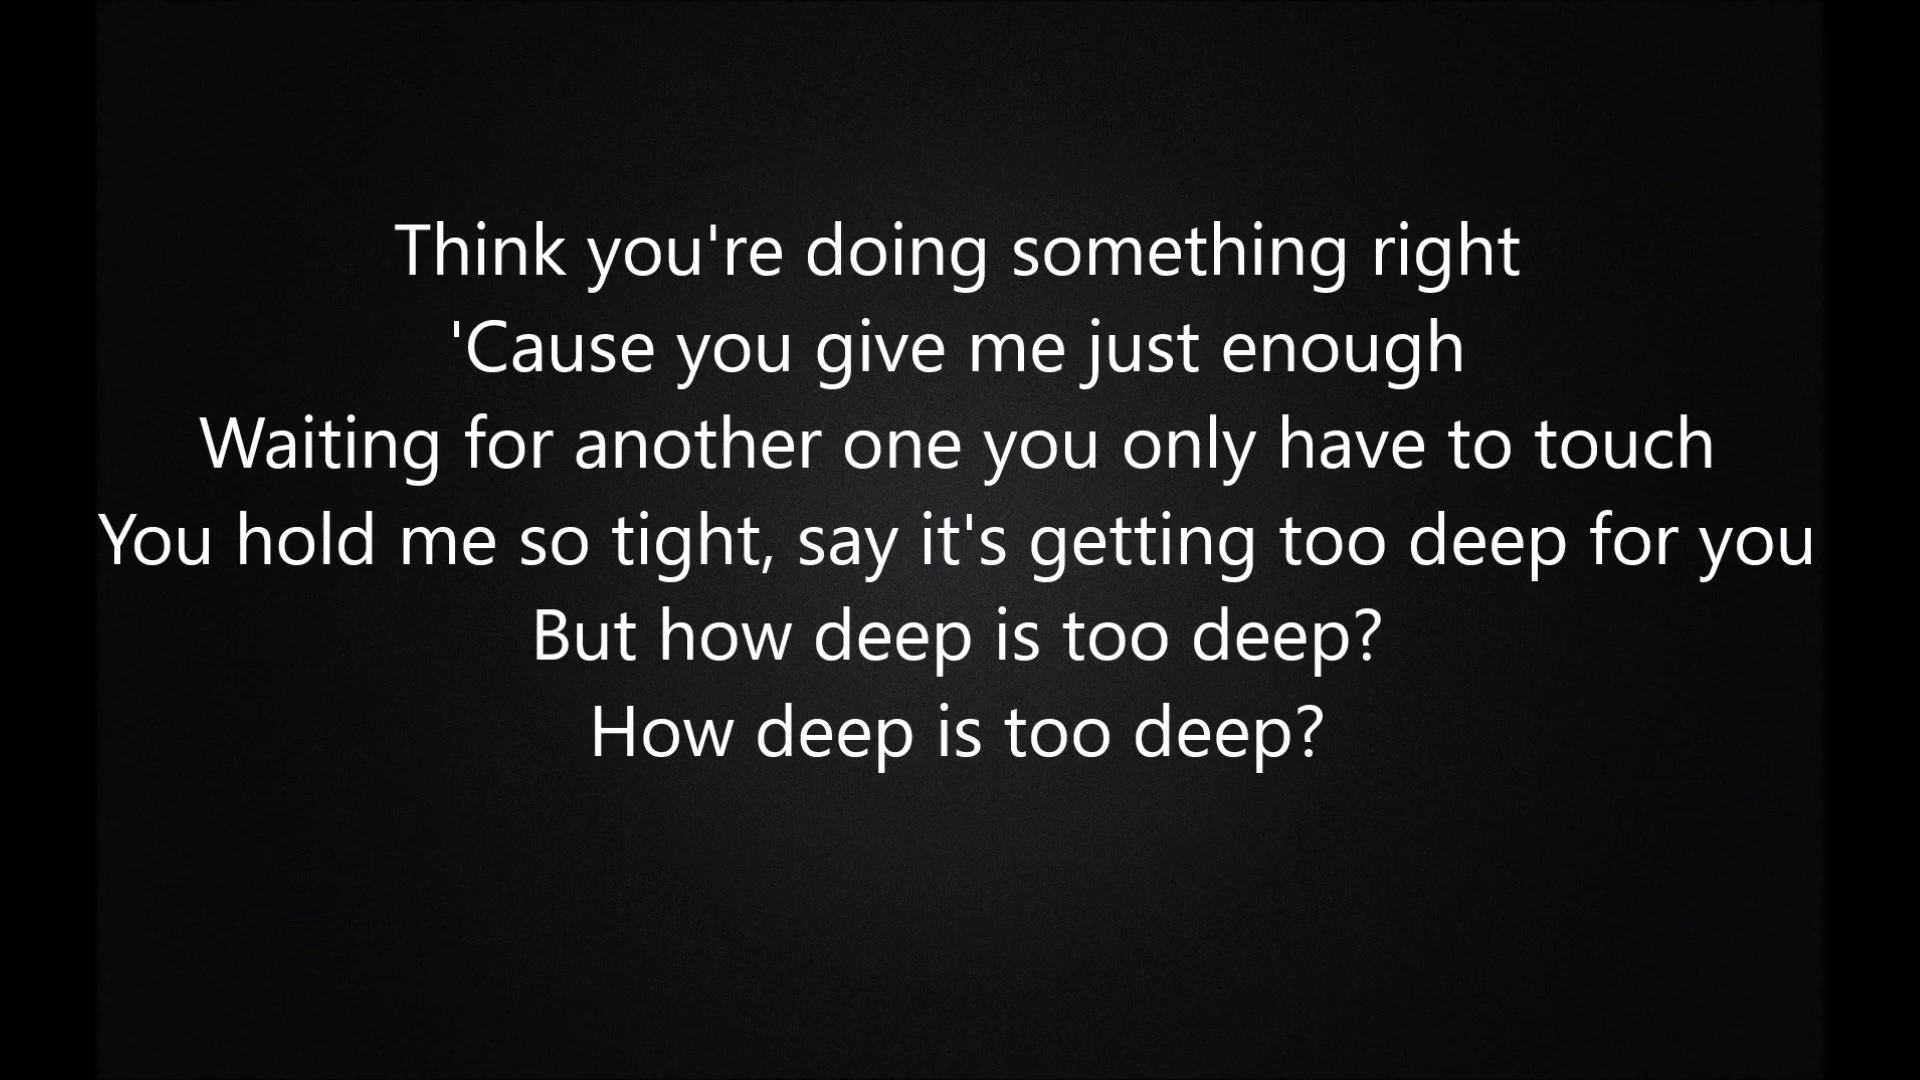 Think you're doing something right
'Cause you give me just enough
Waiting for another one you only have to touch
You hold me so tight, say it's getting too deep for you
But how deep is too deep?
How deep is too deep?